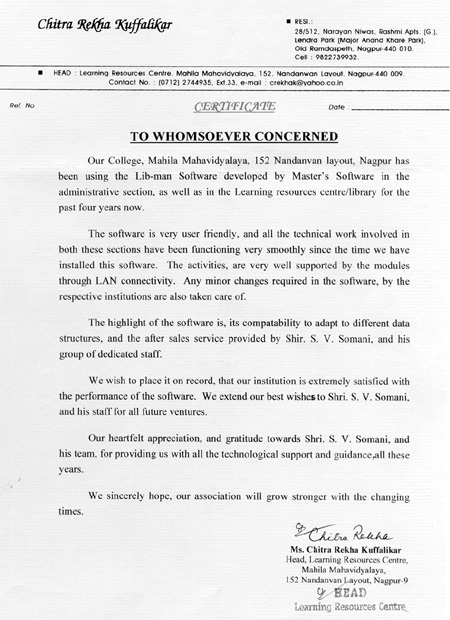 Chitra Rekha Kuffalikar
■ RESI.:
28/512, Narayan Niwas, Rashmi Apts. (G.),
Lendra Park (Major Anand Khare Park),
Old Ramdaspeth, Nagpur-440 010.
Cell : 9822739932.
■ HEAD : Learning Resources Centre, Mahila Mahavidyalaya, 152, Nandanvan Layout, Nagpur-440 009.
Contact No. : (0712) 2744935, Ext.33, e-mail : crekhak@yahoo.co.in
Ref. No.
CERTIFICATE
Date :
TO WHOMSOEVER CONCERNED
Our College, Mahila Mahavidyalaya, 152 Nandanvan layout, Nagpur has
been using the Lib-man Software developed by Master's Software in the
administrative section, as well as in the Learning resources centre/library for the
past four years now.
The software is very user friendly, and all the technical work involved in
both these sections have been functioning very smoothly since the time we have
installed this software. The activities, are very well supported by the modules
through LAN connectivity. Any minor changes required in the software, by the
respective institutions are also taken care of.
The highlight of the software is, its compatability to adapt to different data
structures, and the after sales service provided by Shir. S. V. Somani, and his
group of dedicated staff.
We wish to place it on record, that our institution is extremely satisfied with
the performance of the software. We extend our best wishes to Shri. S. V. Somani,
and his staff for all future ventures.
Our heartfelt appreciation, and gratitude towards Shri. S. V. Somani, and
his team, for providing us with all the technological support and guidance,all these
years.
We sincerely hope, our association will grow stronger with the changing
times.
Chitra Rekha
Ms. Chitra Rekha Kuffalikar
Head, Learning Resources Centre,
Mahila Mahavidyalaya,
152 Nandanvan Layout, Nagpur-9
HEAD
Learning Resources Centre